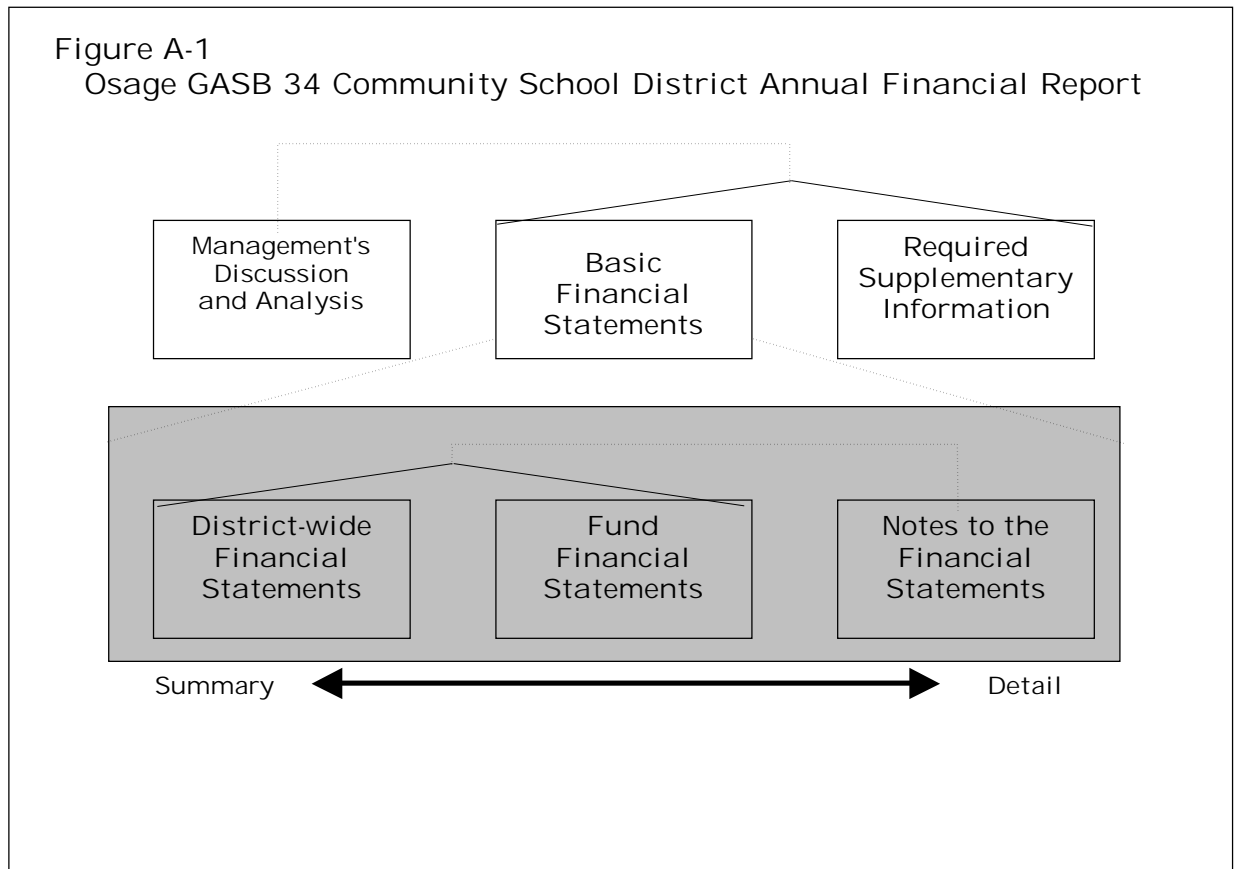 Figure A-1
Osage GASB 34 Community School District Annual Financial Report
Management's
Discussion
and Analysis
Basic
Financial
Statements
Required
Supplementary
Information
District-wide
Financial
Statements
Fund
Financial
Statements
Notes to the
Financial
Statements
Summary
Detail